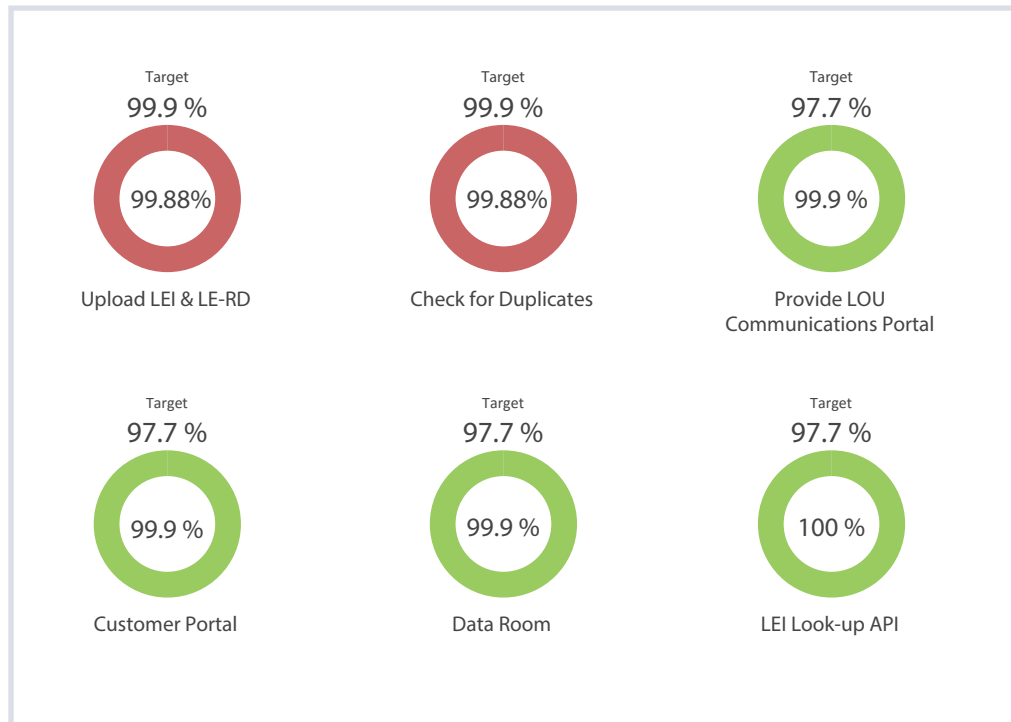 Target
99.9 %
99.88%
Upload LEI & LE-RD
Target
99.9 %
99.88%
Check for Duplicates
Target
97.7 %
99.9 %
Provide LOU
Communications Portal
Target
97.7 %
99.9 %
Customer Portal
Target
97.7 %
99.9 %
Data Room
Target
97.7 %
100 %
LEI Look-up API